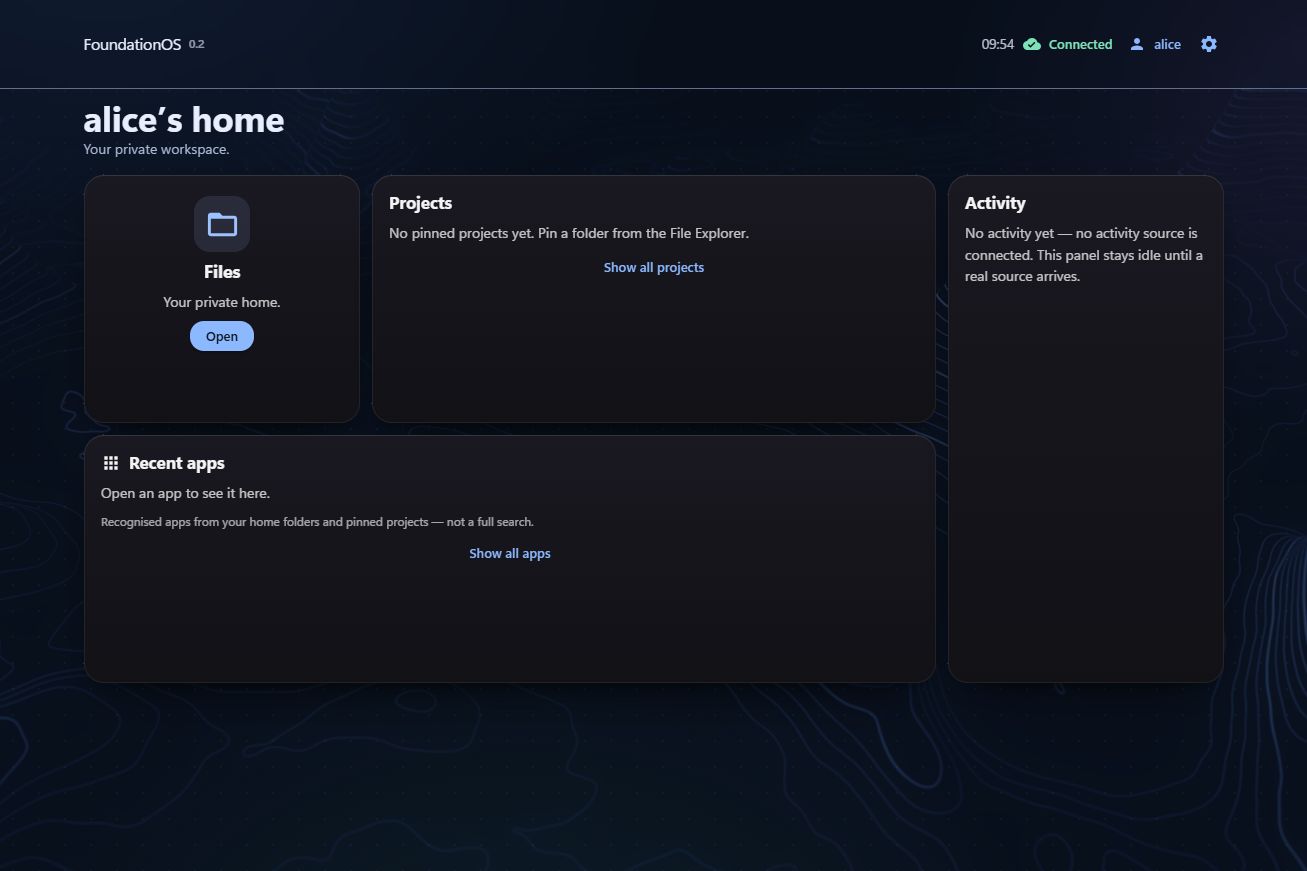 FoundationOS 0.2
09:54 Connected alice
alice’s home
Your private workspace.
Files
Your private home.
Open
Projects
No pinned projects yet. Pin a folder from the File Explorer.
Show all projects
Activity
No activity yet — no activity source is
connected. This panel stays idle until a
real source arrives.
Recent apps
Open an app to see it here.
Recognised apps from your home folders and pinned projects — not a full search.
Show all apps